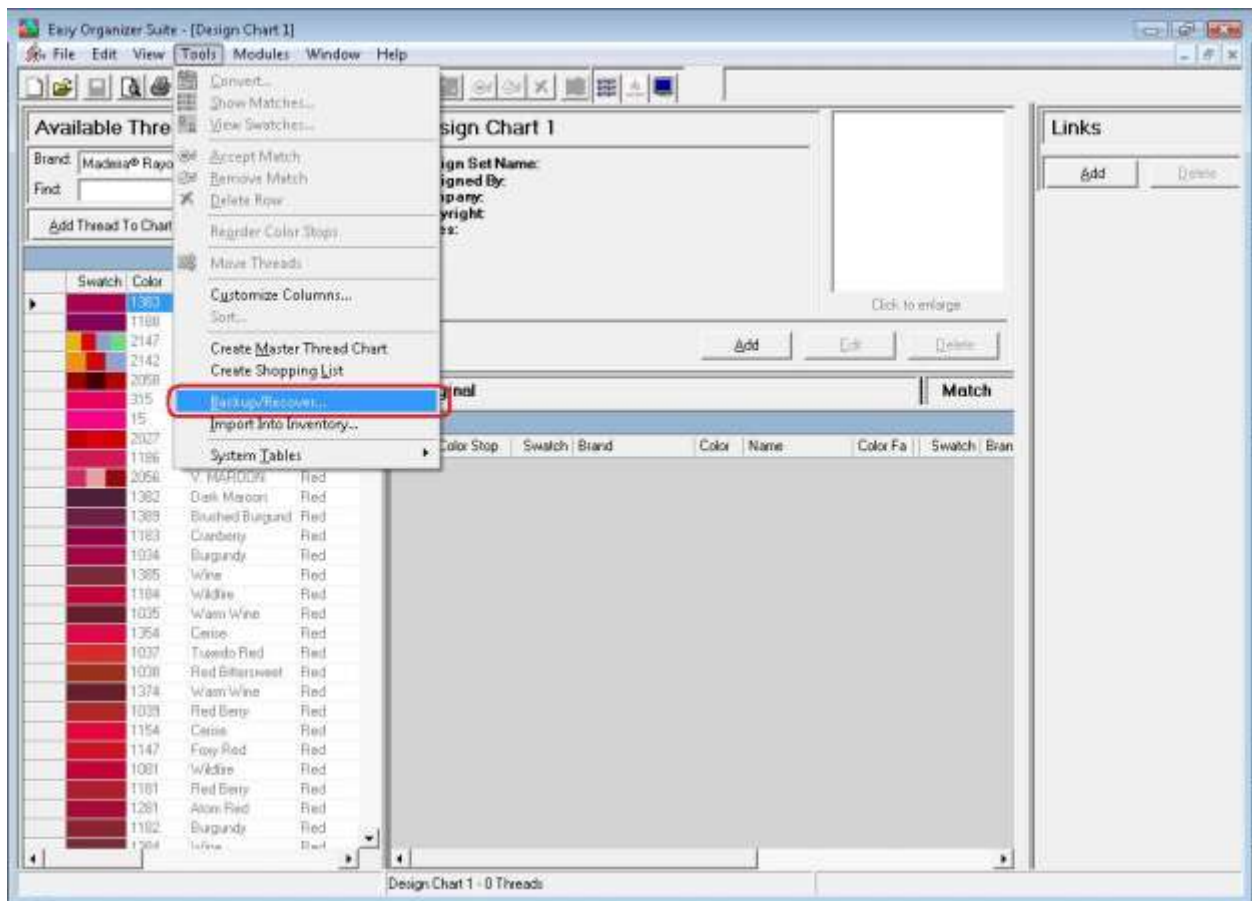 Easy Organizer Suite - [Design Chart 1]
File Edit View Tools Modules Window Help
Convert...
Show Matches...
View Swatches...
Accept Match
Remove Match
Delete Row
Reorder Color Stops
Move Threads
Customize Columns...
Sort...
Create Master Thread Chart
Create Shopping List
Backup/Recover...
Import Into Inventory...
System Tables
Available Thre
Brand:
Find:
Add Thread To Chart
Swatch Color
1383
1188
2147
2142
2058
315
15
2027
1186
2056 V. MAROON Red
1382 Dark Maroon Red
1389 Brushed Burgund Red
1183 Cranberry Red
1034 Burgundy Red
1385 Wine Red
1184 Wildfire Red
1035 Warm Wine Red
1354 Cerise Red
1037 Tuxedo Red Red
1038 Red Bittersweet Red
1374 Warm Wine Red
1039 Red Berry Red
1154 Cerise Red
1147 Foxy Red Red
1081 Wildfire Red
1181 Red Berry Red
1281 Atom Red Red
1182 Burgundy Red
1384 Wine Red
sign Chart 1
ign Set Name:
igned By:
mpany:
yright:
es:
Click to enlarge
Add Edit Delete
ginal Match
Color Stop Swatch Brand Color Name Color Fa Swatch Bran
Links
Add Delete
Design Chart 1 - 0 Threads